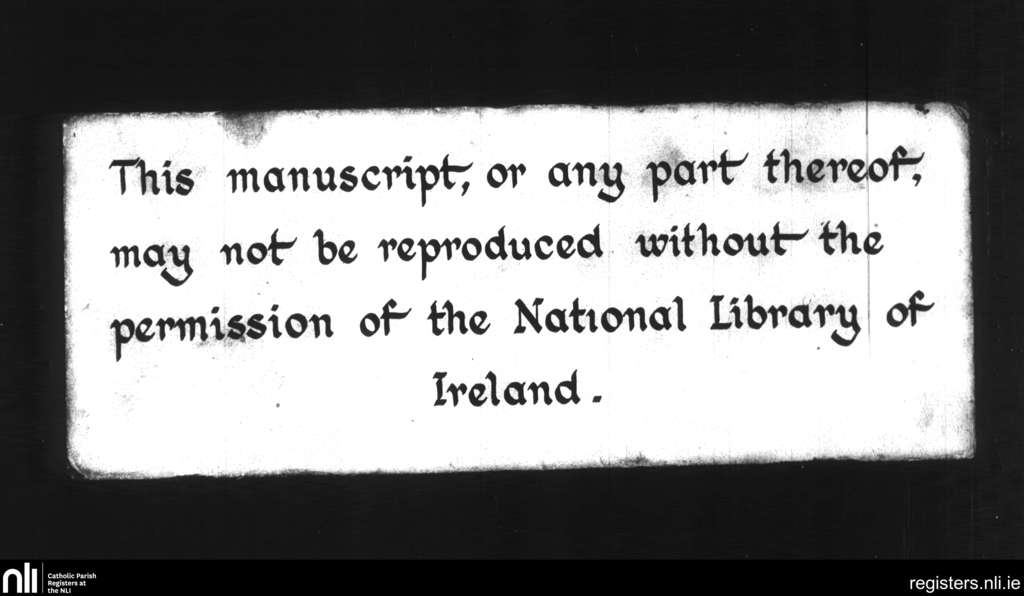 This manuscript, or any part thereof,
may not be reproduced without the
permission of the National Library of
Ireland.
nli
Catholic Parish
Registers at
the NLI
registers.nli.ie